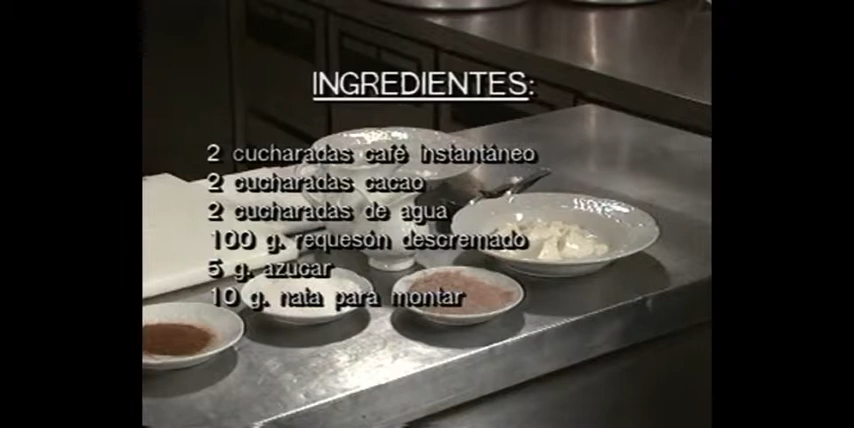 INGREDIENTES:
2 cucharadas café instantáneo
2 cucharadas cacao
2 cucharadas de agua
100 g. requesón descremado
5 g. azucar
10 g. nata para montar